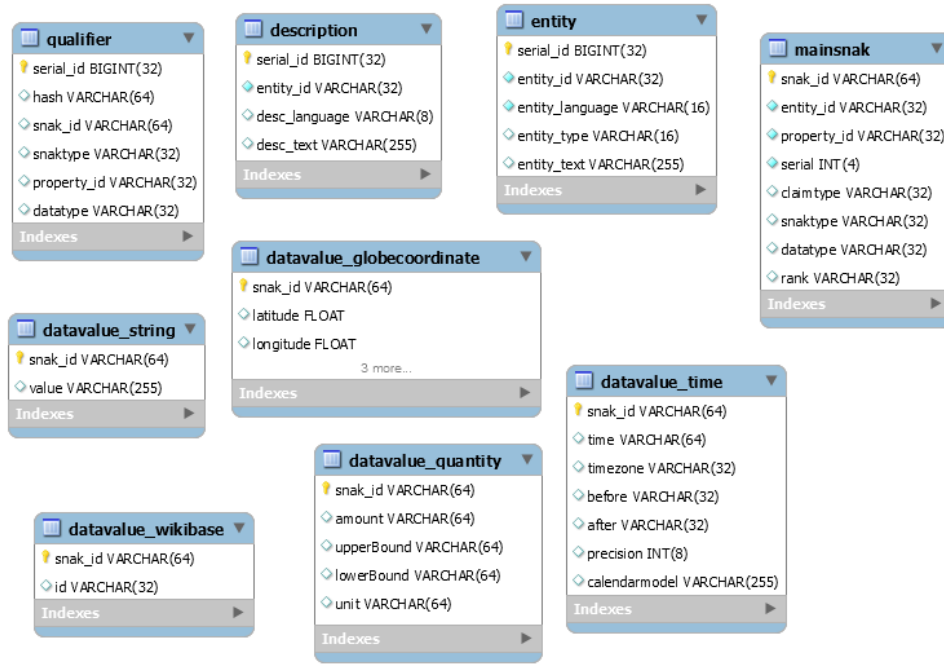 qualifier
serial_id BIGINT(32)
hash VARCHAR(64)
snak_id VARCHAR(64)
snaktype VARCHAR(32)
property_id VARCHAR(32)
datatype VARCHAR(32)
Indexes
description
serial_id BIGINT(32)
entity_id VARCHAR(32)
desc_language VARCHAR(8)
desc_text VARCHAR(255)
Indexes
entity
serial_id BIGINT(32)
entity_id VARCHAR(32)
entity_language VARCHAR(16)
entity_type VARCHAR(16)
entity_text VARCHAR(255)
Indexes
mainsnak
snak_id VARCHAR(64)
entity_id VARCHAR(32)
property_id VARCHAR(32)
serial INT(4)
claimtype VARCHAR(32)
snaktype VARCHAR(32)
datatype VARCHAR(32)
rank VARCHAR(32)
Indexes
datavalue_globecoordinate
snak_id VARCHAR(64)
latitude FLOAT
longitude FLOAT
3 more...
Indexes
datavalue_string
snak_id VARCHAR(64)
value VARCHAR(255)
Indexes
datavalue_time
snak_id VARCHAR(64)
time VARCHAR(64)
timezone VARCHAR(32)
before VARCHAR(32)
after VARCHAR(32)
precision INT(8)
calendarmodel VARCHAR(255)
Indexes
datavalue_quantity
snak_id VARCHAR(64)
amount VARCHAR(64)
upperBound VARCHAR(64)
lowerBound VARCHAR(64)
unit VARCHAR(64)
Indexes
datavalue_wikibase
snak_id VARCHAR(64)
id VARCHAR(32)
Indexes